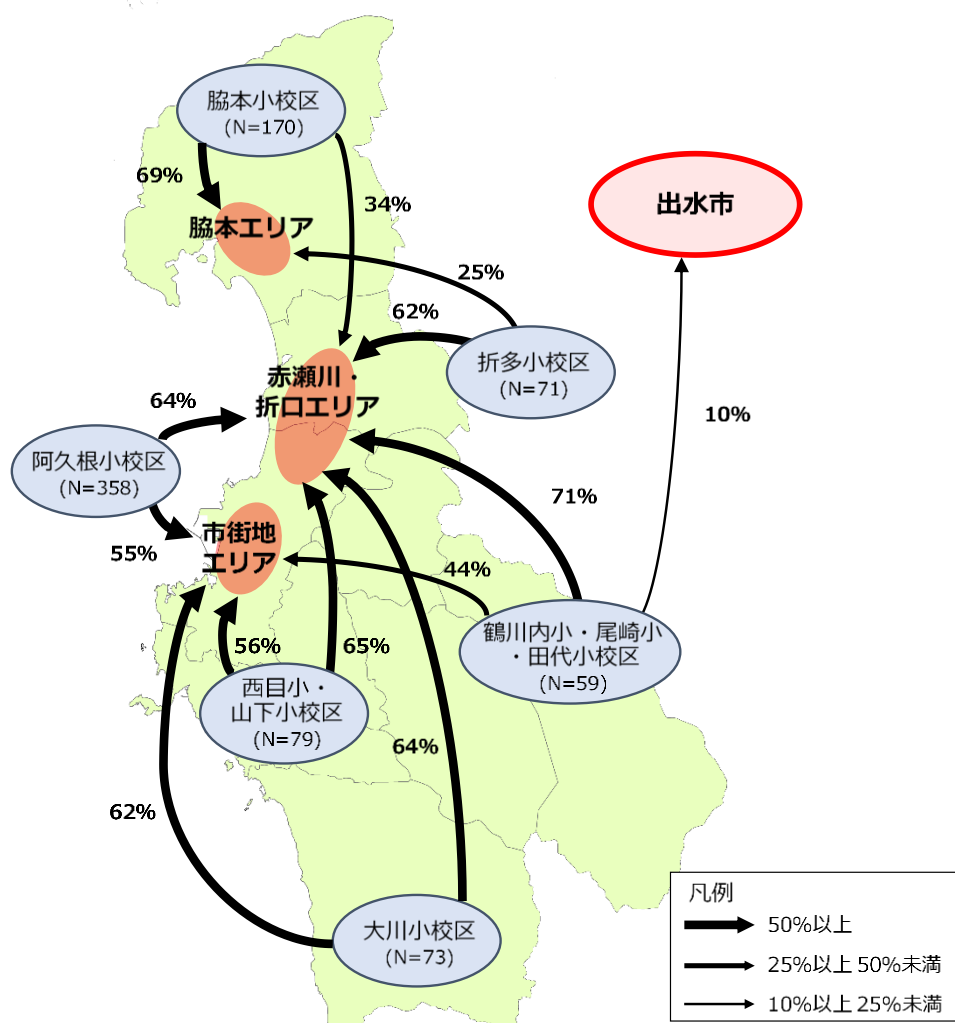 脇本小校区
(N=170)
69%
34%
脇本エリア
出水市
25%
62%
折多小校区
(N=71)
赤瀬川・
折口エリア
64%
10%
阿久根小校区
(N=358)
71%
55%
市街地
エリア
44%
56%
65%
鶴川内小・尾崎小
・田代小校区
(N=59)
西目小・
山下小校区
(N=79)
64%
62%
大川小校区
(N=73)
凡例
50%以上
25%以上 50%未満
10%以上 25%未満